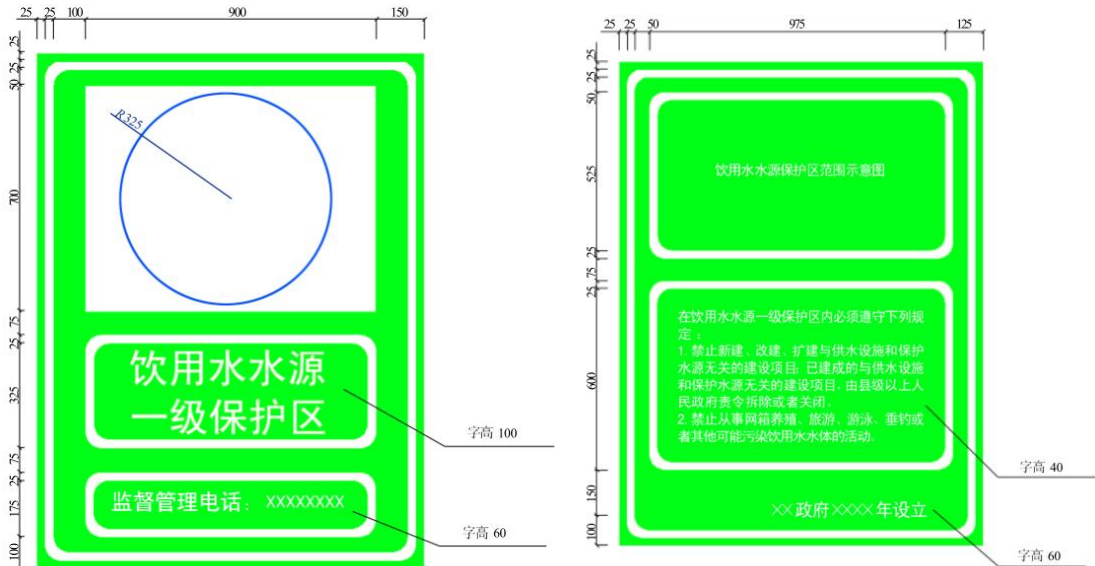 25 25 100 900 150
25
25
50
R325
700
75
25
饮用水水源
一级保护区
325
字高 100
75
25
监督管理电话：XXXXXXXX
175
字高 60
100
25 25 50 975 125
25
25
50
饮用水水源保护区范围示意图
525
25
75
25
在饮用水水源一级保护区内必须遵守下列规
定：
1. 禁止新建、改建、扩建与供水设施和保护
水源无关的建设项目; 已建成的与供水设施
和保护水源无关的建设项目, 由县级以上人
民政府责令拆除或者关闭。
2. 禁止从事网箱养殖、旅游、游泳、垂钓或
者其他可能污染饮用水水体的活动。
600
字高 40
150
XX政府XXXX年设立
100
字高 60